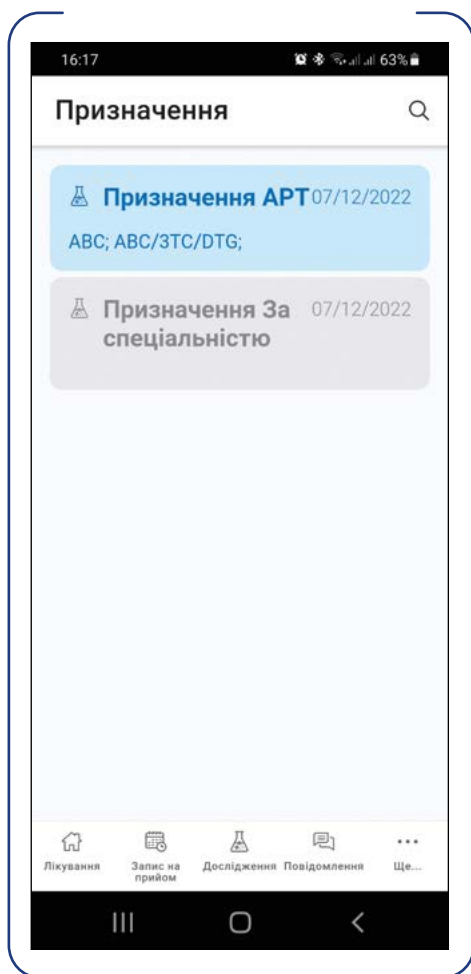 16:17 63%
Призначення
Призначення АРТ 07/12/2022
ABC; ABC/3TC/DTG;
Призначення За 07/12/2022
спеціальністю
Лікування Запис на Дослідження Повідомлення Ще...
прийом